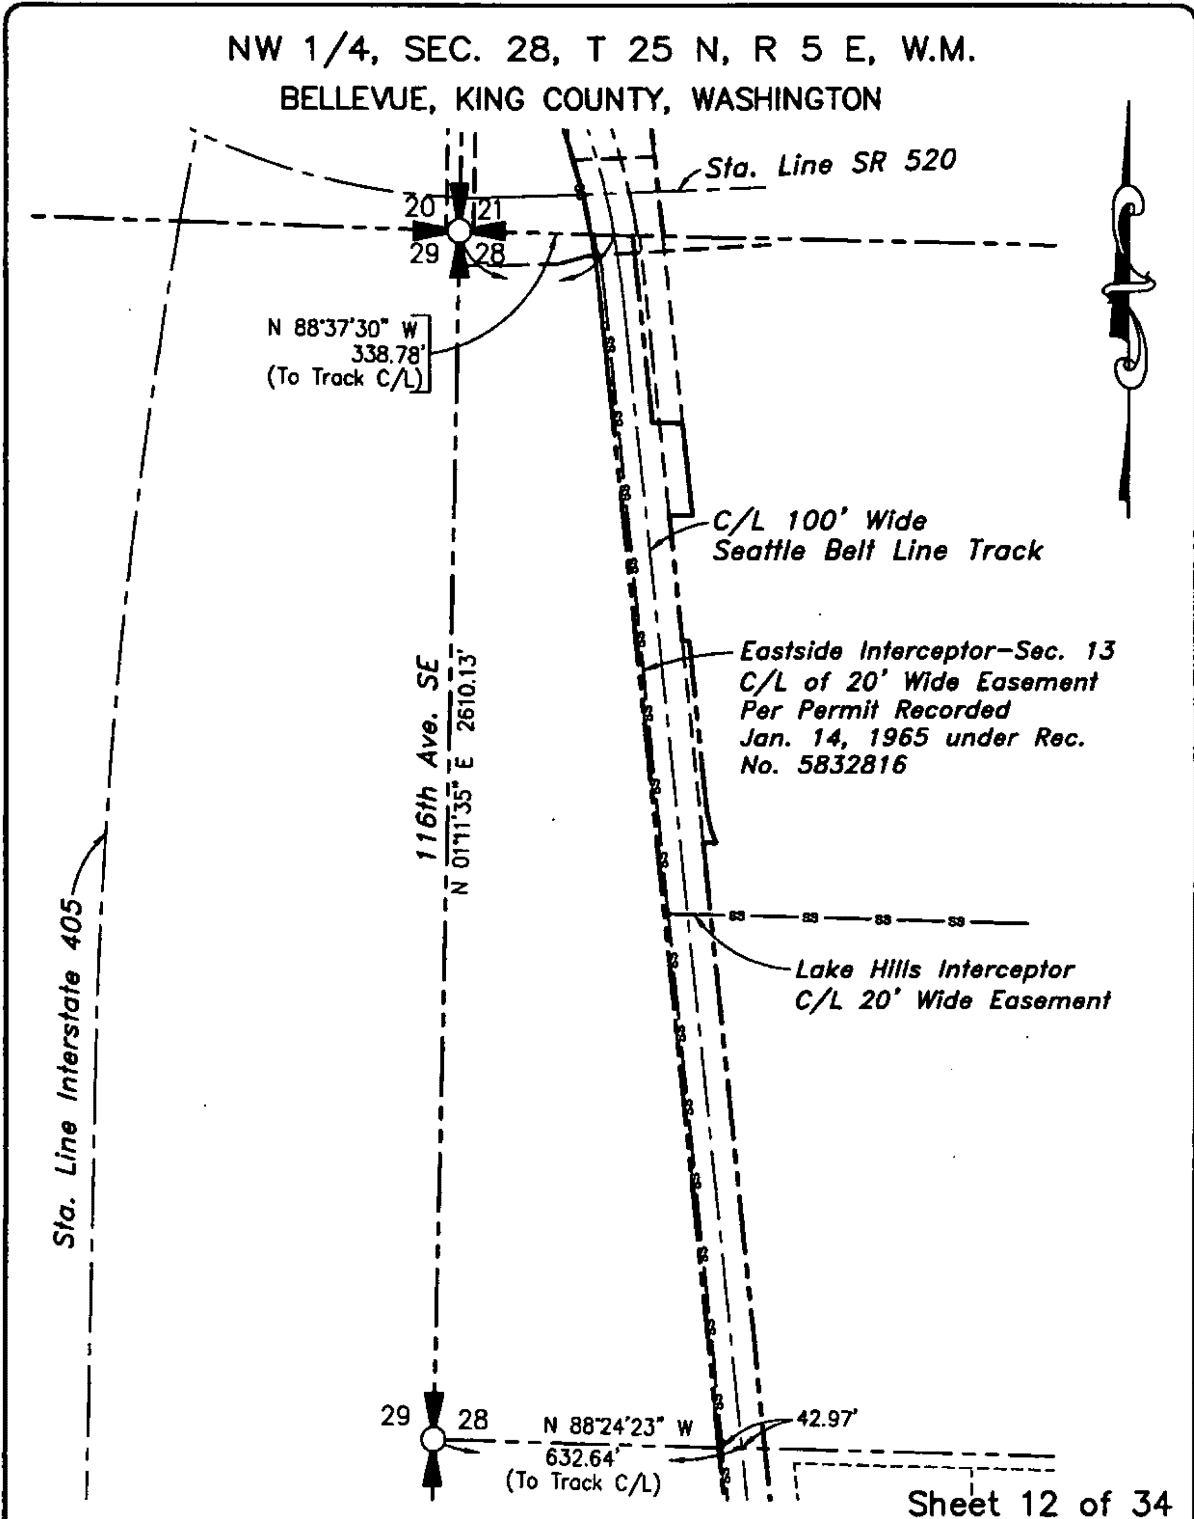 NW 1/4, SEC. 28, T 25 N, R 5 E, W.M.
BELLEVUE, KING COUNTY, WASHINGTON
Sta. Line SR 520
20 21
29 28
N 88°37'30" W
338.78'
(To Track C/L)
C/L 100' Wide
Seattle Belt Line Track
Eastside Interceptor-Sec. 13
C/L of 20' Wide Easement
Per Permit Recorded
Jan. 14, 1965 under Rec.
No. 5832816
116th Ave. SE
N 01°11'35" E 2610.13'
SS SS SS SS
Lake Hills Interceptor
C/L 20' Wide Easement
Sta. Line Interstate 405
29 28
N 88°24'23" W
632.64'
(To Track C/L)
42.97'
Sheet 12 of 34